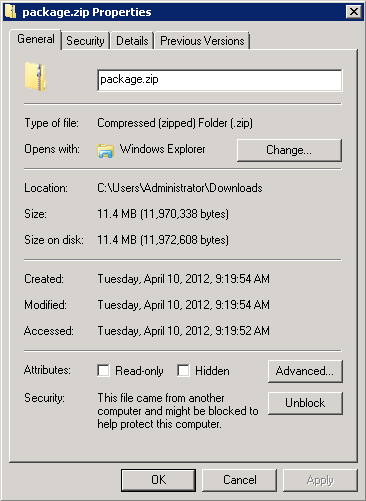 package.zip Properties
General Security Details Previous Versions
package.zip
Type of file: Compressed (zipped) Folder (.zip)
Opens with: Windows Explorer Change...
Location: C:\Users\Administrator\Downloads
Size: 11.4 MB (11,970,338 bytes)
Size on disk: 11.4 MB (11,972,608 bytes)
Created: Tuesday, April 10, 2012, 9:19:54 AM
Modified: Tuesday, April 10, 2012, 9:19:54 AM
Accessed: Tuesday, April 10, 2012, 9:19:52 AM
Attributes: Read-only Hidden Advanced...
Security: This file came from another
computer and might be blocked to
help protect this computer.
Unblock
OK Cancel Apply